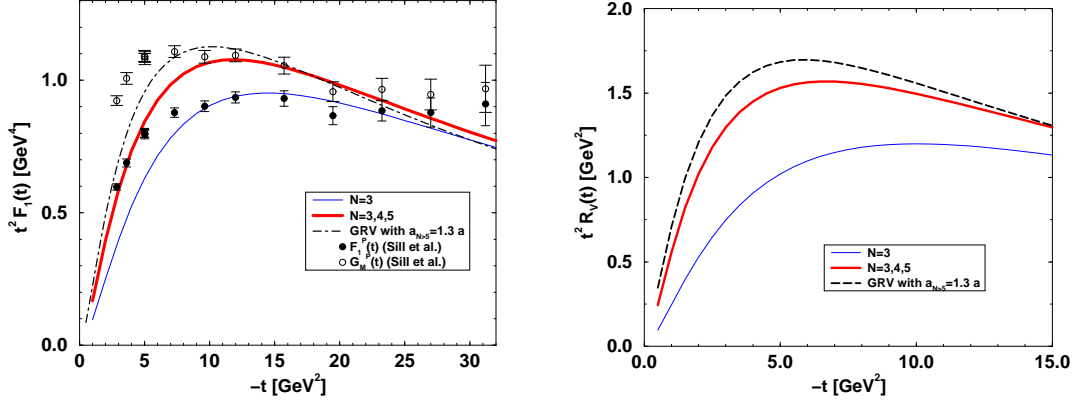 t² F₁(t) [GeV⁴]
1.0
0.5
0.0
0 5 10 15 20 25 30
−t [GeV²]
N=3
N=3,4,5
GRV with a_{N>5}=1.3 a
F₁^P(t) (Sill et al.)
G_M^P(t) (Sill et al.)
t² R_V(t) [GeV²]
2.0
1.5
1.0
0.5
0.0
0.0 5.0 10.0 15.0
−t [GeV²]
N=3
N=3,4,5
GRV with a_{N>5}=1.3 a